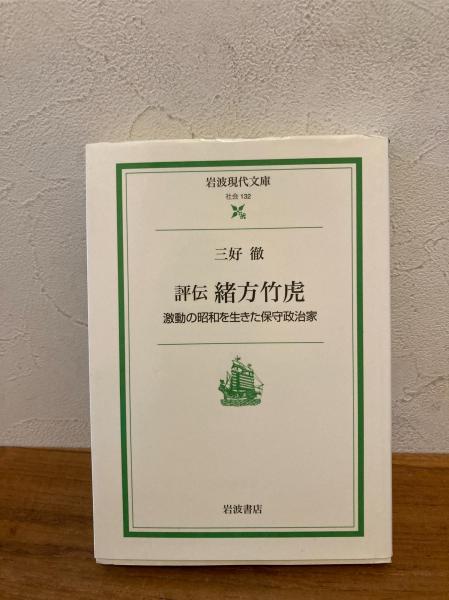 岩波現代文庫
社会 132
三好 徹
評伝 緒方竹虎
激動の昭和を生きた保守政治家
岩波書店